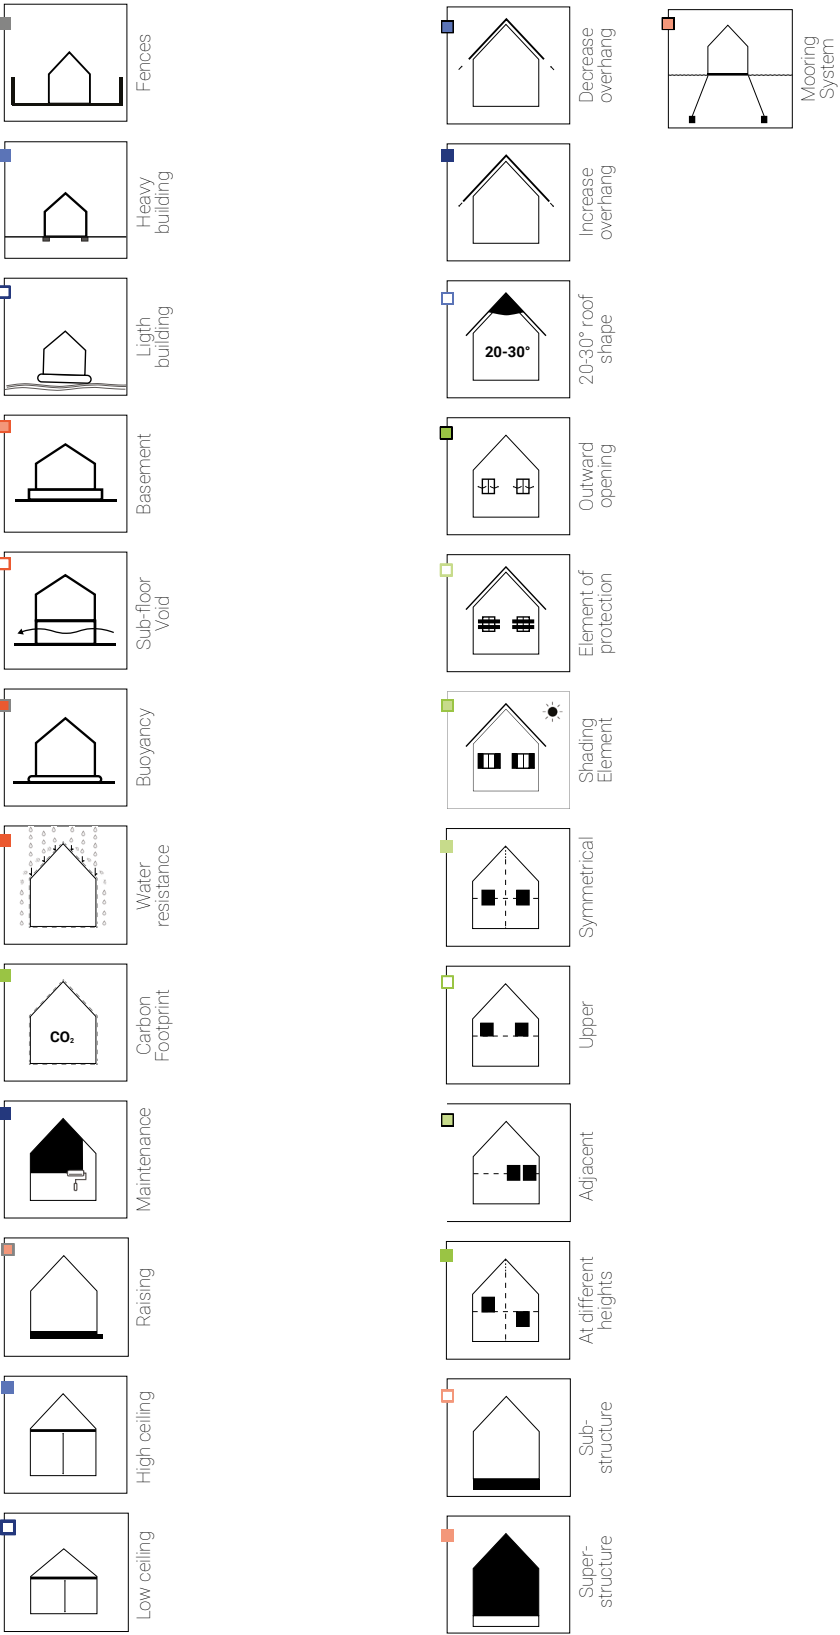 Fences
Heavy
building
Ligth
building
Basement
Sub-floor
Void
Buoyancy
Water
resistance
CO₂
Carbon
Footprint
Maintenance
Raising
High ceiling
Low ceiling
Decrease
overhang
Increase
overhang
20-30°
20-30° roof
shape
Outward
opening
Element of
protection
Shading
Element
Symmetrical
Upper
Adjacent
At different
heights
Sub-
structure
Super-
structure
Mooring
System